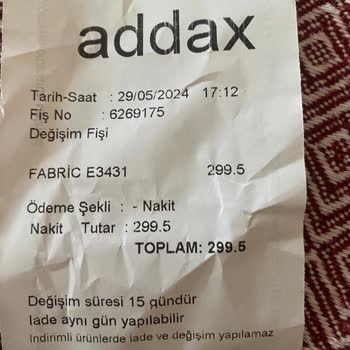 addax
Tarih-Saat : 29/05/2024 17:12
Fiş No : 6269175
Değişim Fişi
FABRİC E3431 299.5
Ödeme Şekli : - Nakit
Nakit Tutar : 299.5
TOPLAM: 299.5
Değişim süresi 15 gündür
Iade aynı gün yapılabilir
Indirimli ürünlerde iade ve değişim yapılamaz